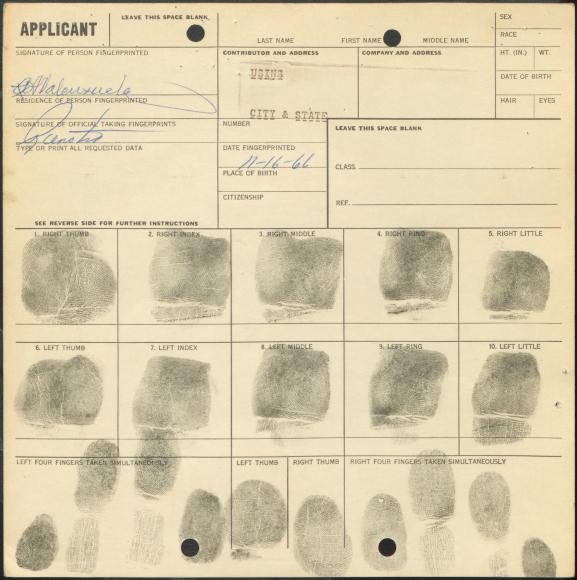 APPLICANT
LEAVE THIS SPACE BLANK
LAST NAME FIRST NAME MIDDLE NAME
SEX
RACE
HT. (IN.) WT.
DATE OF BIRTH
HAIR EYES
SIGNATURE OF PERSON FINGERPRINTED
RESIDENCE OF PERSON FINGERPRINTED
SIGNATURE OF OFFICIAL TAKING FINGERPRINTS
TYPE OR PRINT ALL REQUESTED DATA
CONTRIBUTOR AND ADDRESS
USING
CITY & STATE
COMPANY AND ADDRESS
NUMBER
DATE FINGERPRINTED
11-16-66
PLACE OF BIRTH
CITIZENSHIP
LEAVE THIS SPACE BLANK
CLASS
REF.
SEE REVERSE SIDE FOR FURTHER INSTRUCTIONS
1. RIGHT THUMB
2. RIGHT INDEX
3. RIGHT MIDDLE
4. RIGHT RING
5. RIGHT LITTLE
6. LEFT THUMB
7. LEFT INDEX
8. LEFT MIDDLE
9. LEFT RING
10. LEFT LITTLE
LEFT FOUR FINGERS TAKEN SIMULTANEOUSLY
LEFT THUMB
RIGHT THUMB
RIGHT FOUR FINGERS TAKEN SIMULTANEOUSLY